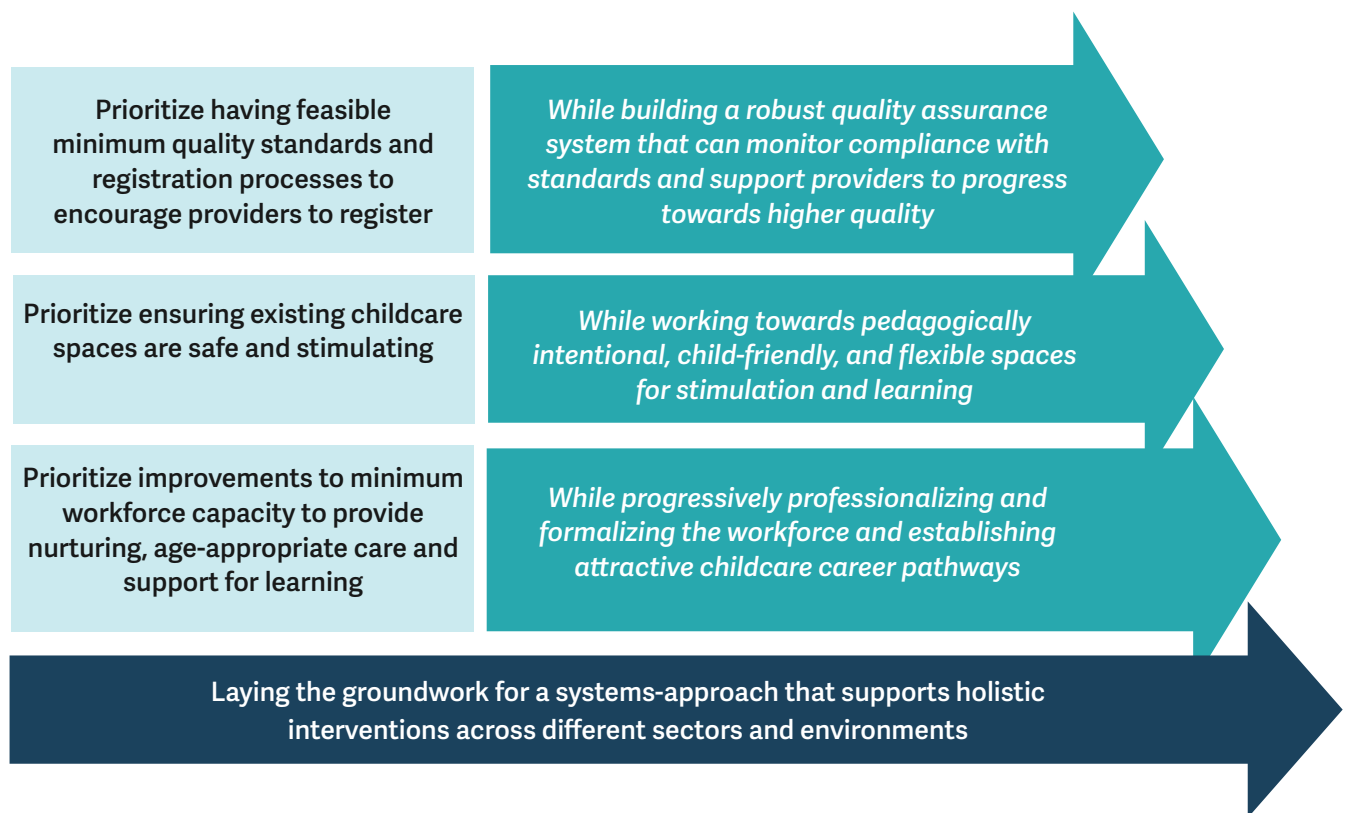 Prioritize having feasible
minimum quality standards and
registration processes to
encourage providers to register
While building a robust quality assurance
system that can monitor compliance with
standards and support providers to progress
towards higher quality
Prioritize ensuring existing childcare
spaces are safe and stimulating
While working towards pedagogically
intentional, child-friendly, and flexible spaces
for stimulation and learning
Prioritize improvements to minimum
workforce capacity to provide
nurturing, age-appropriate care and
support for learning
While progressively professionalizing and
formalizing the workforce and establishing
attractive childcare career pathways
Laying the groundwork for a systems-approach that supports holistic
interventions across different sectors and environments